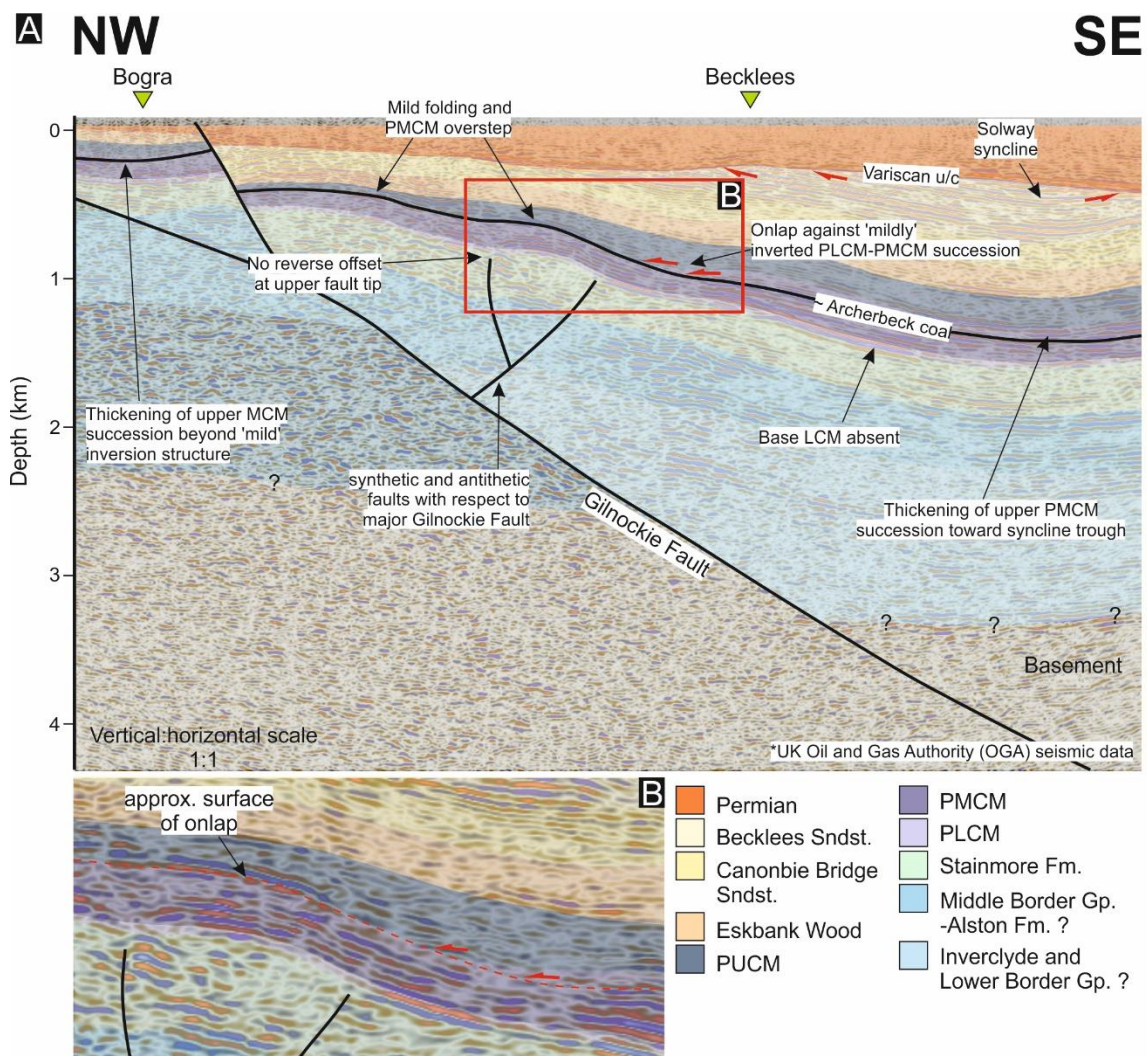 A NW SE
Bogra
Becklees
Mild folding and
PMCM overstep
Solway
syncline
0
Variscan u/c
B
Onlap against 'mildly'
inverted PLCM-PMCM succession
No reverse offset
at upper fault tip
1
~ Archerbeck coal
Thickening of upper MCM
succession beyond 'mild'
inversion structure
Base LCM absent
2
Depth (km)
?
synthetic and antithetic
faults with respect to
major Gilnockie Fault
Thickening of upper PMCM
succession toward syncline trough
Gilnockie Fault
3
? ? ?
Basement
4
Vertical:horizontal scale
1:1
*UK Oil and Gas Authority (OGA) seismic data
approx. surface
of onlap
B
Permian
Becklees Sndst.
Canonbie Bridge
Sndst.
Eskbank Wood
PUCM
PMCM
PLCM
Stainmore Fm.
Middle Border Gp.
-Alston Fm. ?
Inverclyde and
Lower Border Gp. ?